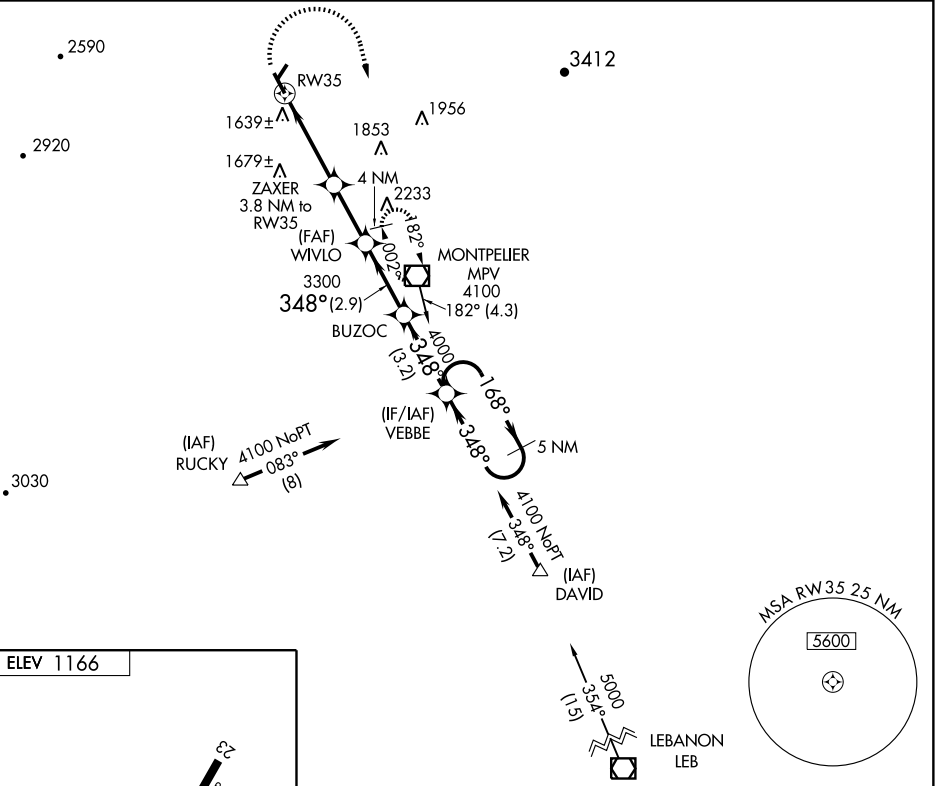 2590
3412
RW35
1956
1639±
1853
2920
1679±
4 NM
ZAXER
3.8 NM to
RW35
2233
182°
(FAF)
WIVLO
002°
MONTPELIER
MPV
4100
3300
348° (2.9)
182° (4.3)
BUZOC
4000
348°
(3.2)
(IF/IAF)
VEBBE
168°
348°
5 NM
(IAF)
RUCKY
4100 NoPT
083°
(8)
3030
4100 NoPT
348°
(7.2)
(IAF)
DAVID
MSA RW35 25 NM
5600
ELEV 1166
5000
354°
(15)
LEBANON
LEB
23